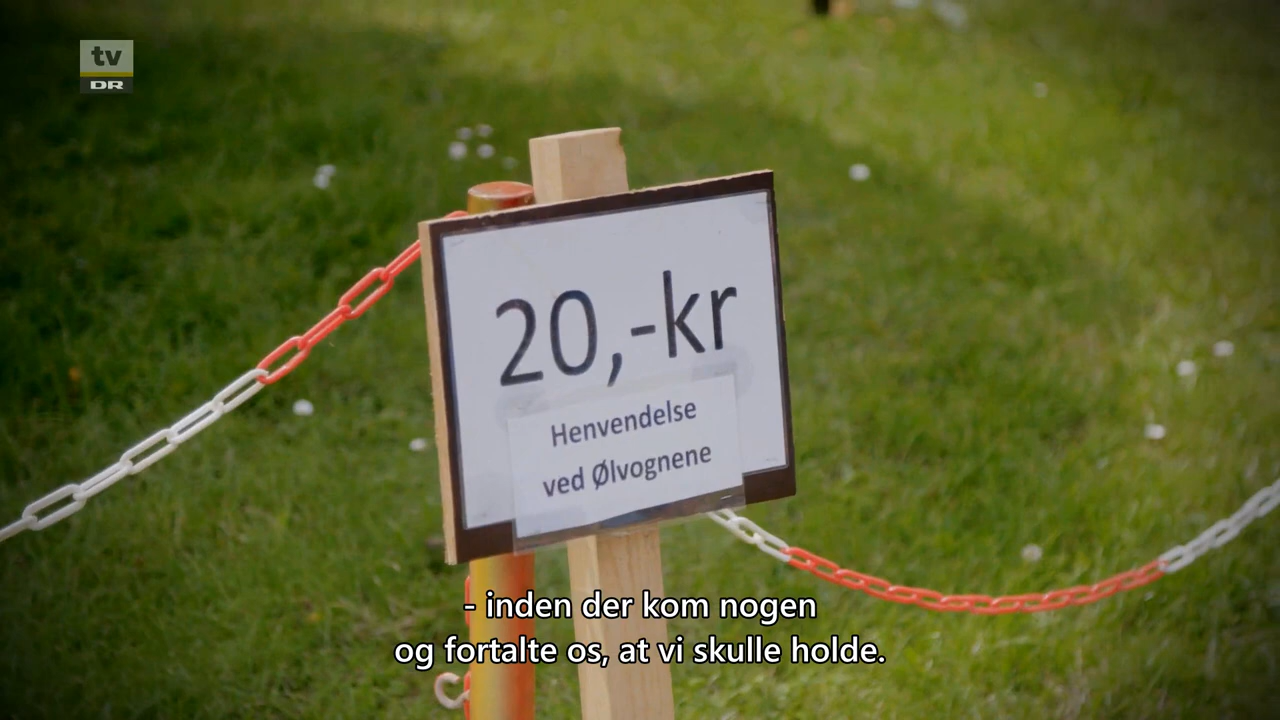 tv
DR
20,-kr
Henvendelse
ved Ølvognene
- inden der kom nogen
og fortalte os, at vi skulle holde.